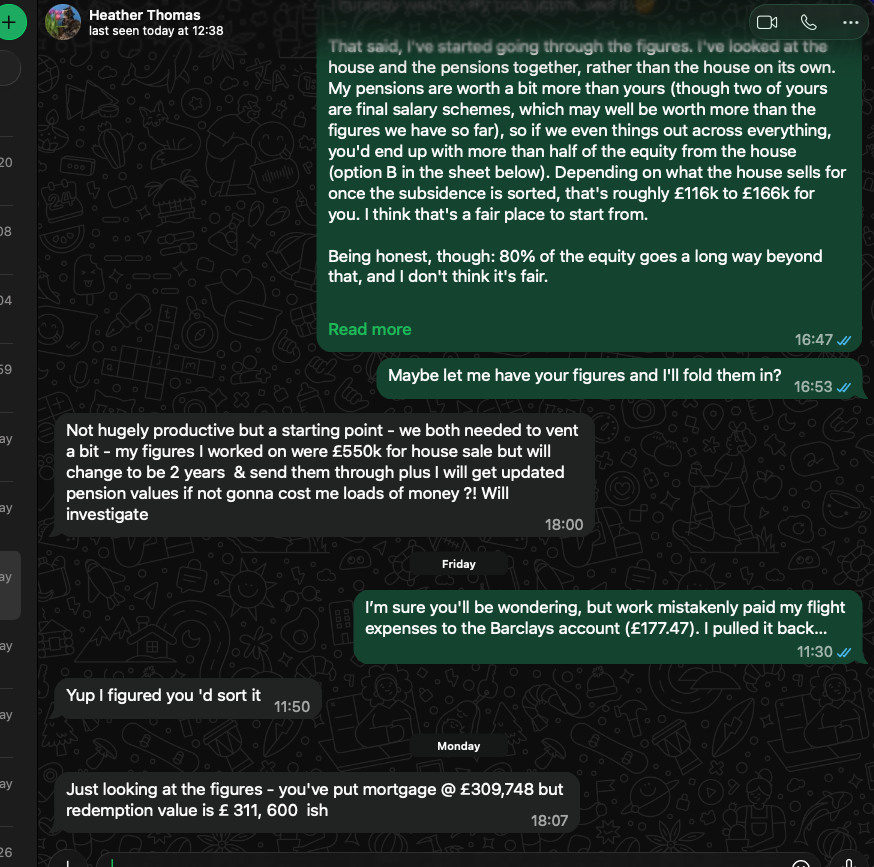 Heather Thomas
last seen today at 12:38
That said, I've started going through the figures. I've looked at the
house and the pensions together, rather than the house on its own.
My pensions are worth a bit more than yours (though two of yours
are final salary schemes, which may well be worth more than the
figures we have so far), so if we even things out across everything,
you'd end up with more than half of the equity from the house
(option B in the sheet below). Depending on what the house sells for
once the subsidence is sorted, that's roughly £116k to £166k for
you. I think that's a fair place to start from.
Being honest, though: 80% of the equity goes a long way beyond
that, and I don't think it's fair.
Read more
16:47
Maybe let me have your figures and I'll fold them in?
16:53
Not hugely productive but a starting point - we both needed to vent
a bit - my figures I worked on were £550k for house sale but will
change to be 2 years & send them through plus I will get updated
pension values if not gonna cost me loads of money ?! Will
investigate
18:00
Friday
I'm sure you'll be wondering, but work mistakenly paid my flight
expenses to the Barclays account (£177.47). I pulled it back...
11:30
Yup I figured you 'd sort it
11:50
Monday
Just looking at the figures - you've put mortgage @ £309,748 but
redemption value is £ 311, 600 ish
18:07
20
08
04
59
ay
ay
ay
ay
ay
ay
26